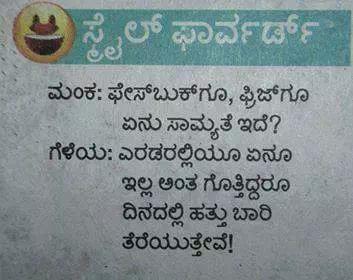 ಸ್ಮೈಲ್ ಫಾರ್ವರ್ಡ್
ಮಂಕ: ಫೇಸ್‌ಬುಕ್‌ಗೂ, ಫ್ರಿಜ್‌ಗೂ
ಏನು ಸಾಮ್ಯತೆ ಇದೆ?
ಗೆಳೆಯ: ಎರಡರಲ್ಲಿಯೂ ಏನೂ
ಇಲ್ಲ ಅಂತ ಗೊತ್ತಿದ್ದರೂ
ದಿನದಲ್ಲಿ ಹತ್ತು ಬಾರಿ
ತೆರೆಯುತ್ತೇವೆ!